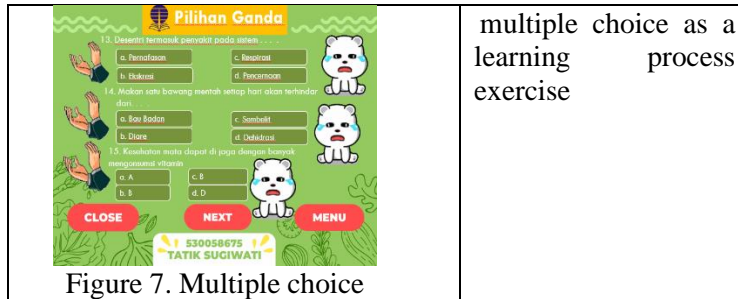 Pilihan Ganda
13. Desentri termasuk penyakit pada sistem . . . .
a. Pernafasan
c. Respirasi
b. Ekskresi
d. Pencernaan
14. Makan satu bawang mentah setiap hari akan terhindar
dari. . . .
a. Bau Badan
c. Sembelit
b. Diare
d. Dehidrasi
15. Kesehatan mata dapat di jaga dengan banyak
mengonsumsi vitamin
a. A
c. B
b. B
d. D
CLOSE
NEXT
MENU
530058675
TATIK SUGIWATI
Figure 7. Multiple choice
multiple choice as a
learning process
exercise